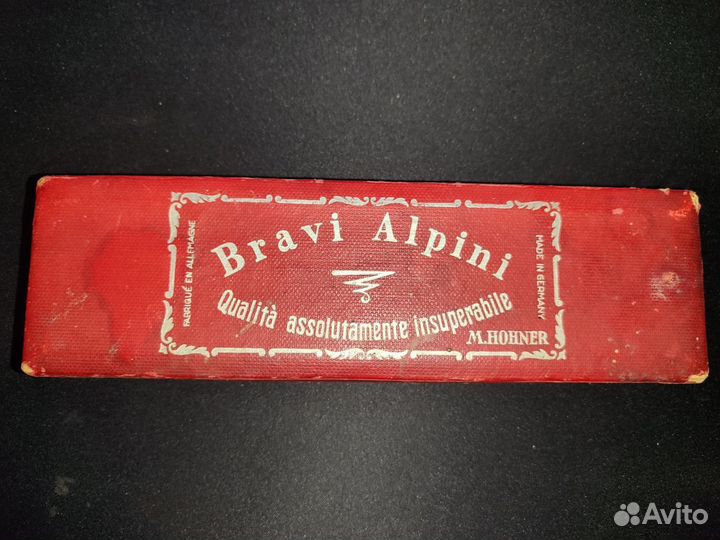 Bravi Alpini
Qualità assolutamente insuperabile
M. HOHNER
FABRIQUÉ EN ALLEMAGNE
MADE IN GERMANY
Avito